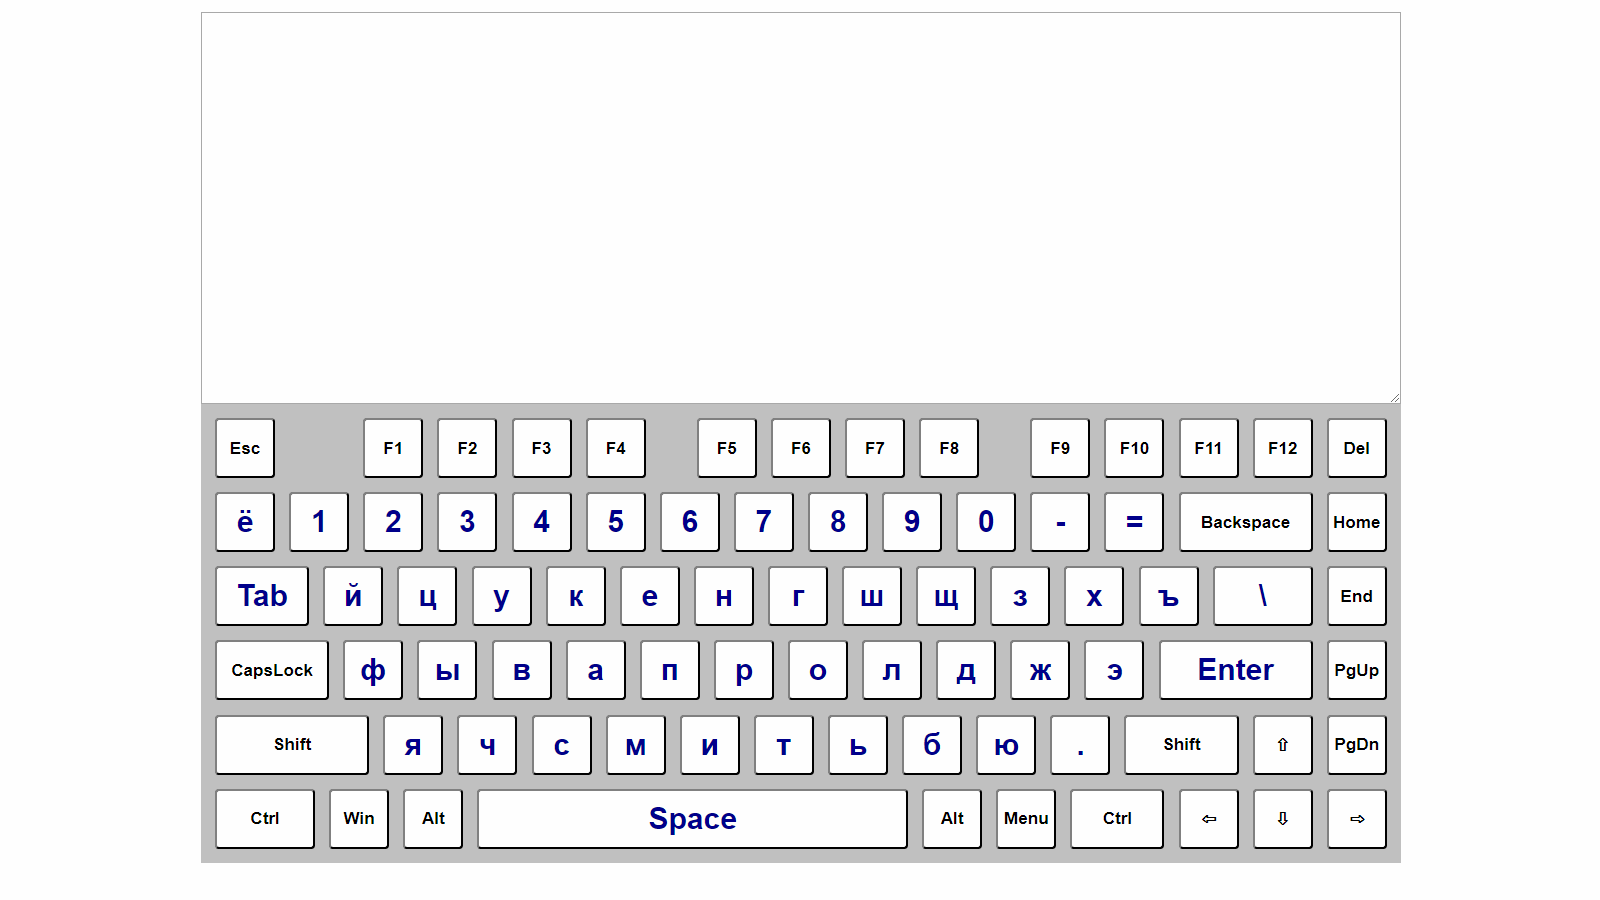 Esc F1 F2 F3 F4 F5 F6 F7 F8 F9 F10 F11 F12 Del
ё 1 2 3 4 5 6 7 8 9 0 - = Backspace Home
Tab й ц у к е н г ш щ з х ъ \ End
CapsLock ф ы в а п р о л д ж э Enter PgUp
Shift я ч с м и т ь б ю . Shift ⇧ PgDn
Ctrl Win Alt Space Alt Menu Ctrl ⇦ ⇩ ⇨